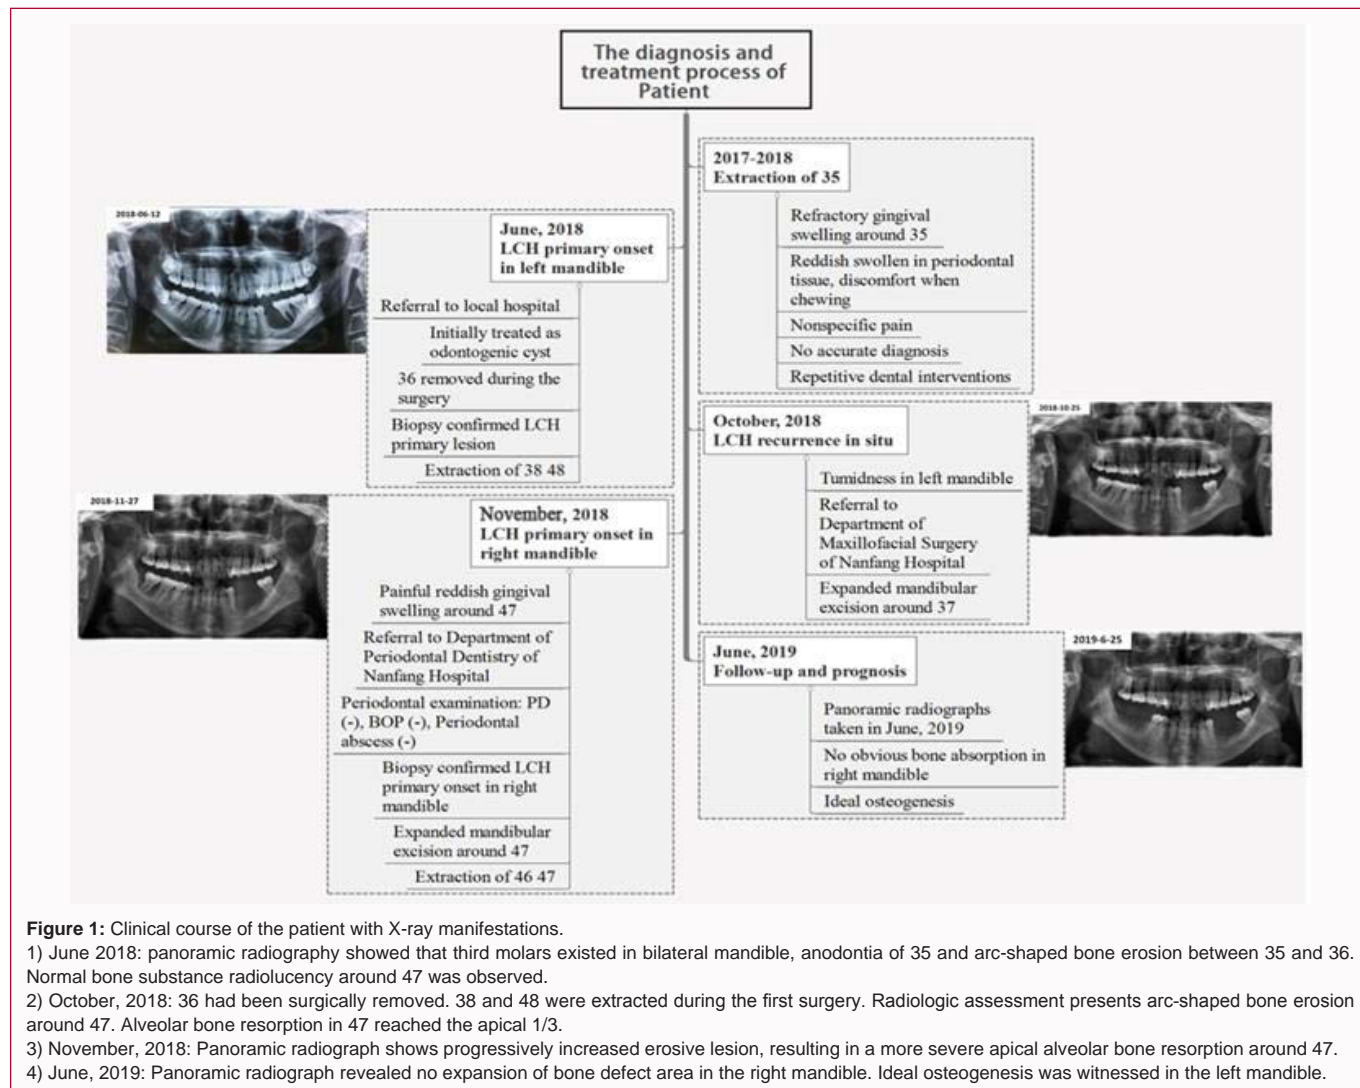 The diagnosis and
treatment process of
Patient
2017-2018
Extraction of 35
Refractory gingival
swelling around 35
Reddish swollen in periodontal
tissue, discomfort when
chewing
Nonspecific pain
No accurate diagnosis
Repetitive dental interventions
2018-06-12
June, 2018
LCH primary onset
in left mandible
Referral to local hospital
Initially treated as
odontogenic cyst
36 removed during the
surgery
Biopsy confirmed LCH
primary lesion
Extraction of 38 48
October, 2018
LCH recurrence in situ
2018-10-25
Tumidness in left mandible
Referral to
Department of
Maxillofacial Surgery
of Nanfang Hospital
Expanded mandibular
excision around 37
2018-11-27
November, 2018
LCH primary onset in
right mandible
Painful reddish gingival
swelling around 47
Referral to Department of
Periodontal Dentistry of
Nanfang Hospital
Periodontal examination: PD
(-), BOP (-), Periodontal
abscess (-)
Biopsy confirmed LCH
primary onset in right
mandible
Expanded mandibular
excision around 47
Extraction of 46 47
June, 2019
Follow-up and prognosis
2019-6-25
Panoramic radiographs
taken in June, 2019
No obvious bone absorption in
right mandible
Ideal osteogenesis
Figure 1: Clinical course of the patient with X-ray manifestations.
1) June 2018: panoramic radiography showed that third molars existed in bilateral mandible, anodontia of 35 and arc-shaped bone erosion between 35 and 36.
Normal bone substance radiolucency around 47 was observed.
2) October, 2018: 36 had been surgically removed. 38 and 48 were extracted during the first surgery. Radiologic assessment presents arc-shaped bone erosion
around 47. Alveolar bone resorption in 47 reached the apical 1/3.
3) November, 2018: Panoramic radiograph shows progressively increased erosive lesion, resulting in a more severe apical alveolar bone resorption around 47.
4) June, 2019: Panoramic radiograph revealed no expansion of bone defect area in the right mandible. Ideal osteogenesis was witnessed in the left mandible.